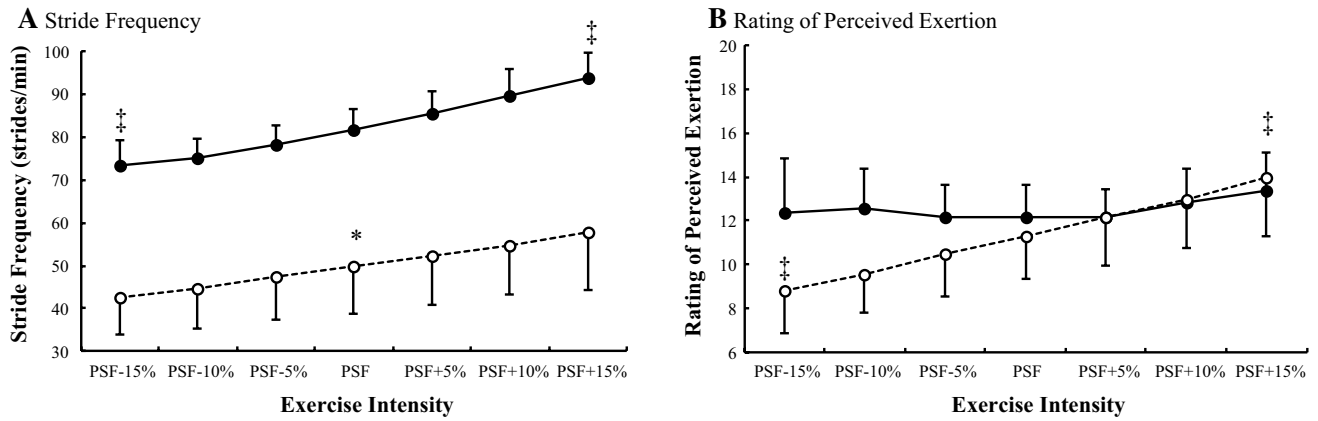 A Stride Frequency
‡
‡
*
Stride Frequency (strides/min)
100
90
80
70
60
50
40
30
PSF-15% PSF-10% PSF-5% PSF PSF+5% PSF+10% PSF+15%
Exercise Intensity
B Rating of Perceived Exertion
‡
‡
Rating of Perceived Exertion
20
18
16
14
12
10
8
6
PSF-15% PSF-10% PSF-5% PSF PSF+5% PSF+10% PSF+15%
Exercise Intensity